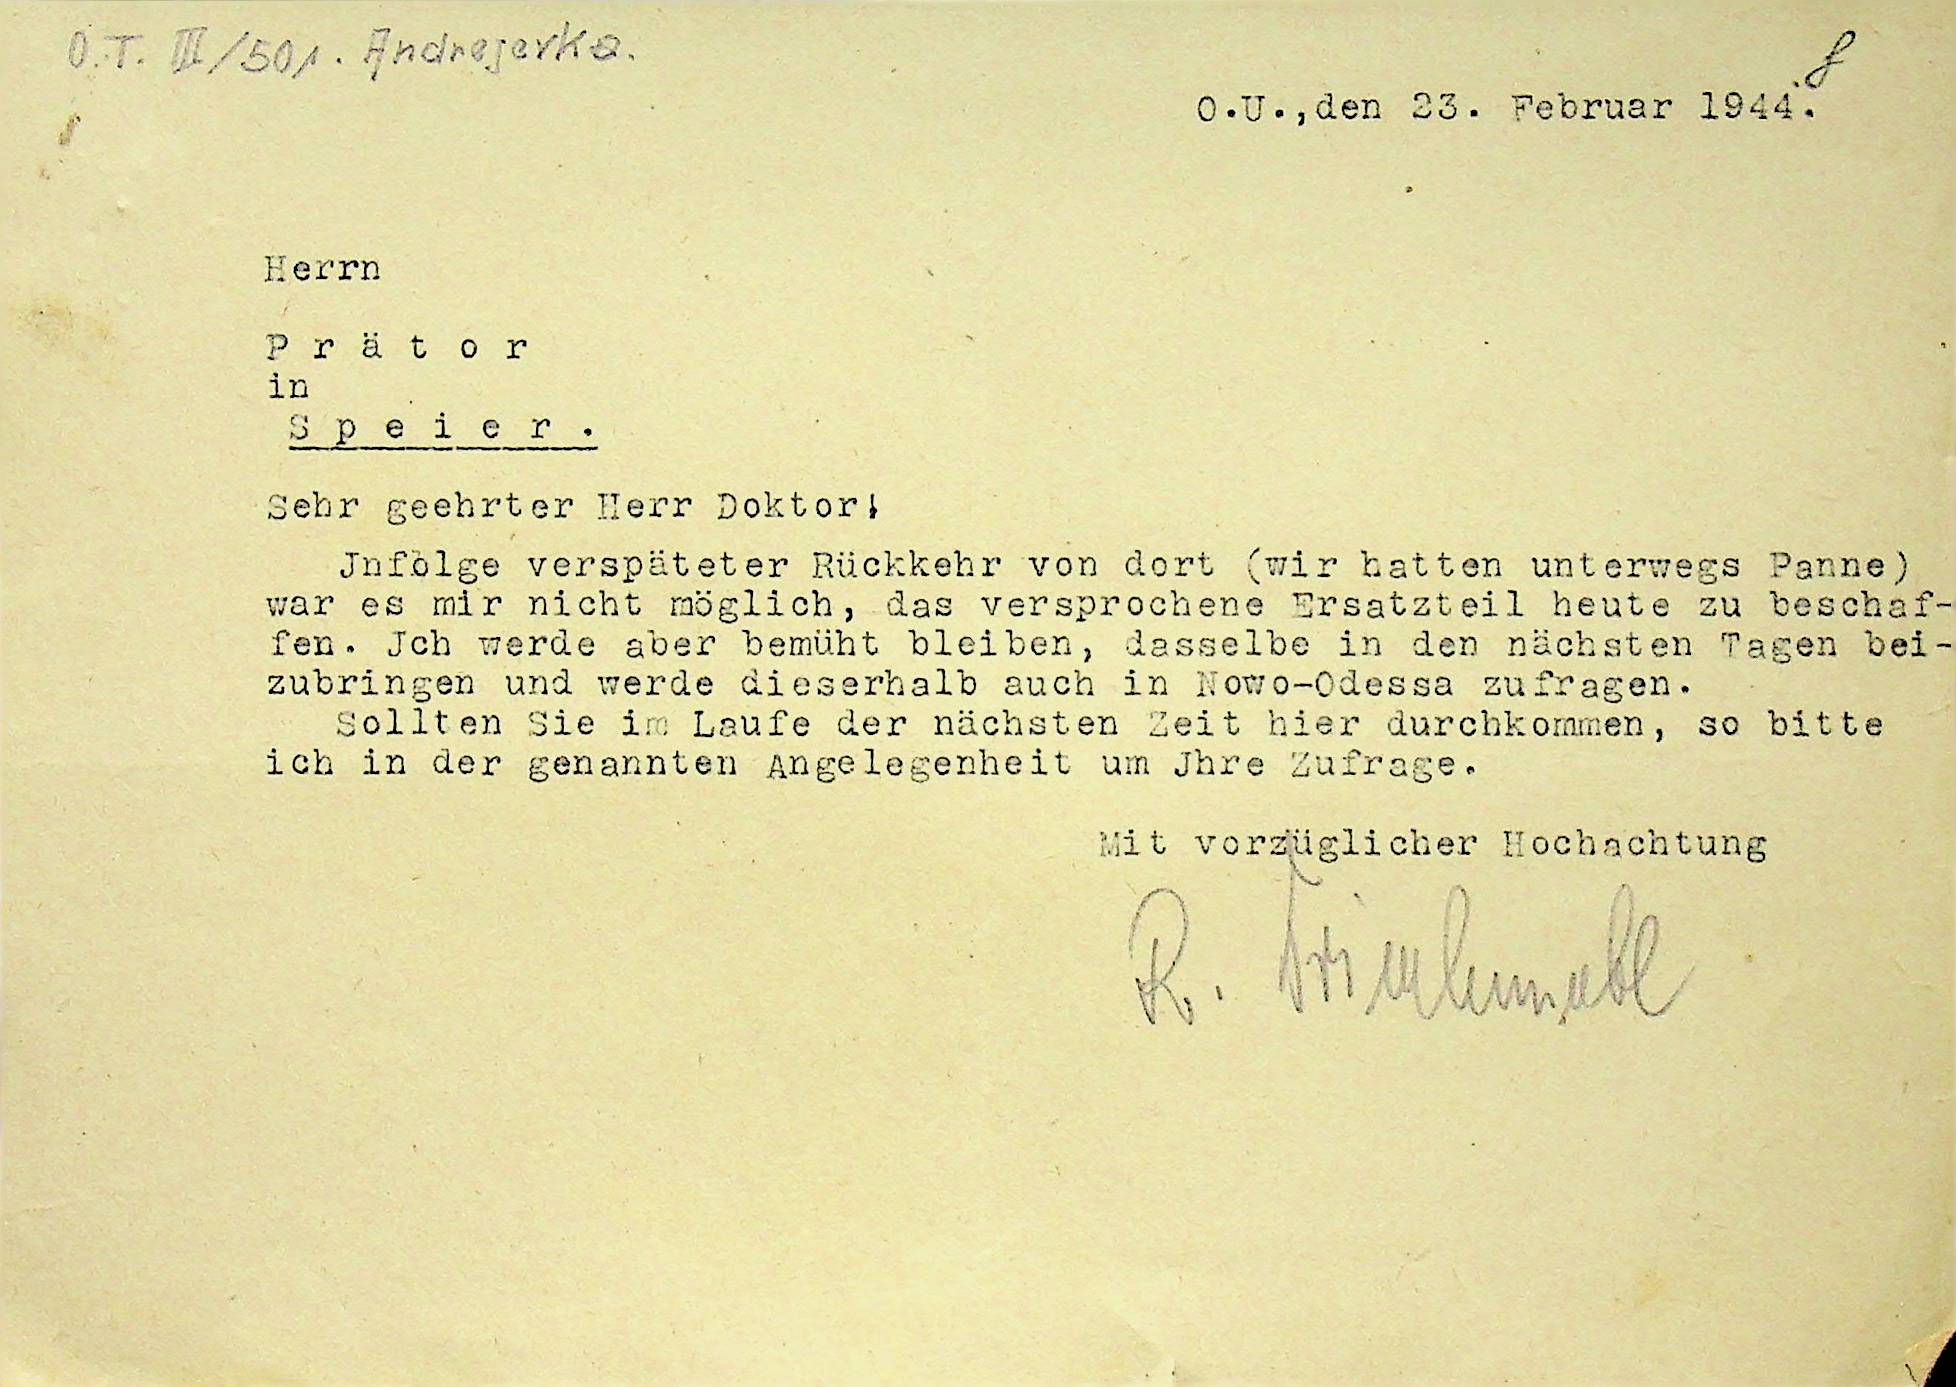 O.T. III/501. Andrejerka.
8
O.U.,den 23. Februar 1944.
Herrn
P r ä t o r
in
S p e i e r .
Sehr geehrter Herr Doktor!
Jnfolge verspäteter Rückkehr von dort (wir hatten unterwegs Panne)
war es mir nicht möglich, das versprochene Ersatzteil heute zu beschaf-
fen. Jch werde aber bemüht bleiben, dasselbe in den nächsten Tagen bei-
zubringen und werde dieserhalb auch in Nowo-Odessa zufragen.
Sollten Sie im Laufe der nächsten Zeit hier durchkommen, so bitte
ich in der genannten Angelegenheit um Jhre Zufrage.
Mit vorzüglicher Hochachtung
R.